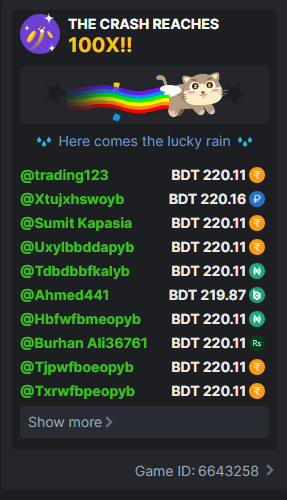 THE CRASH REACHES
100X!!
Here comes the lucky rain
@trading123 BDT 220.11 ₹
@Xtujxhswoyb BDT 220.16 ₽
@Sumit Kapasia BDT 220.11 ₹
@Uxylbbddapyb BDT 220.11 ₹
@Tdbdbbfkalyb BDT 220.11 ₦
@Ahmed441 BDT 219.87
@Hbfwfbmeopyb BDT 220.11 ₦
@Burhan Ali36761 BDT 220.11 Rs
@Tjpwfboeopyb BDT 220.11 ₹
@Txrwfbpeopyb BDT 220.11 ₹
Show more
Game ID: 6643258